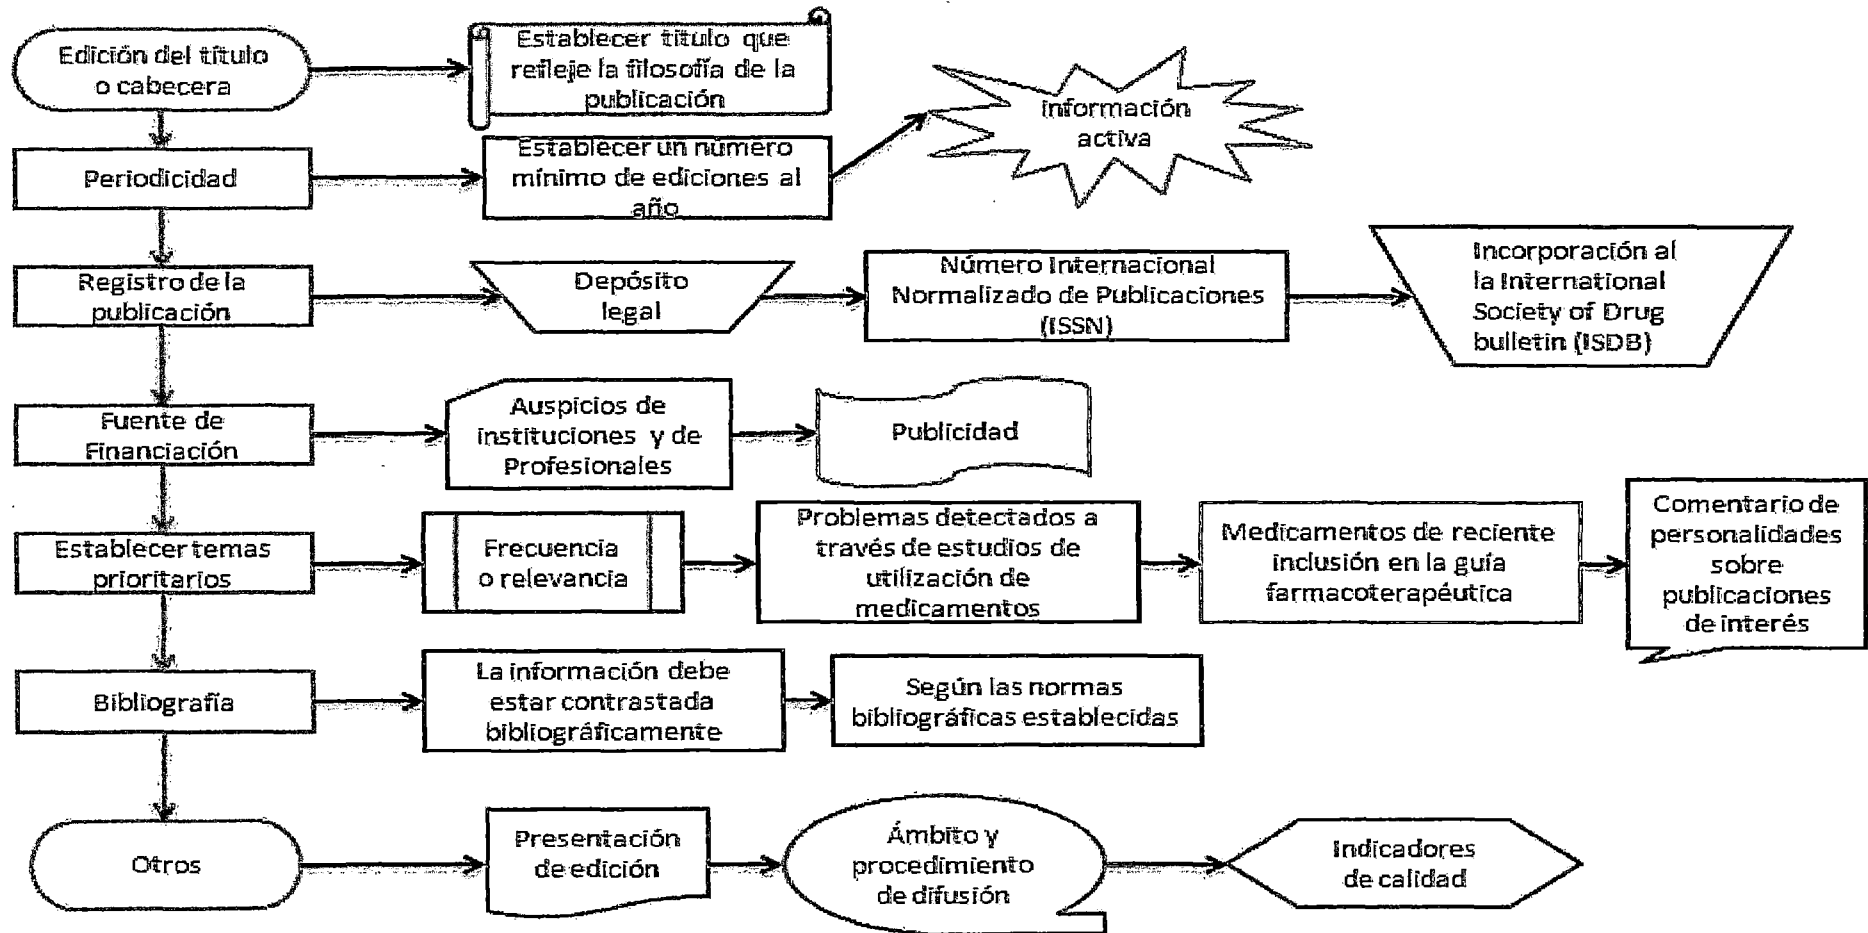 Edición del título
o cabecera
Establecer título que
refleje la filosofía de la
publicación
información
activa
Periodicidad
Establecer un número
mínimo de ediciones al
año
Registro de la
publicación
Depósito
legal
Número Internacional
Normalizado de Publicaciones
(ISSN)
Incorporación al
la International
Society of Drug
bulletin (ISDB)
Fuente de
Financiación
Auspicios de
instituciones y de
Profesionales
Publicidad
Establecer temas
prioritarios
Frecuencia
o relevancia
Problemas detectados a
través de estudios de
utilización de
medicamentos
Medicamentos de reciente
inclusión en la guía
farmacoterapéutica
Comentario de
personalidades
sobre
publicaciones
de interés
Bibliografía
La información debe
estar contrastada
bibliográficamente
Según las normas
bibliográficas establecidas
Otros
Presentación
de edición
Ámbito y
procedimiento
de difusión
Indicadores
de calidad